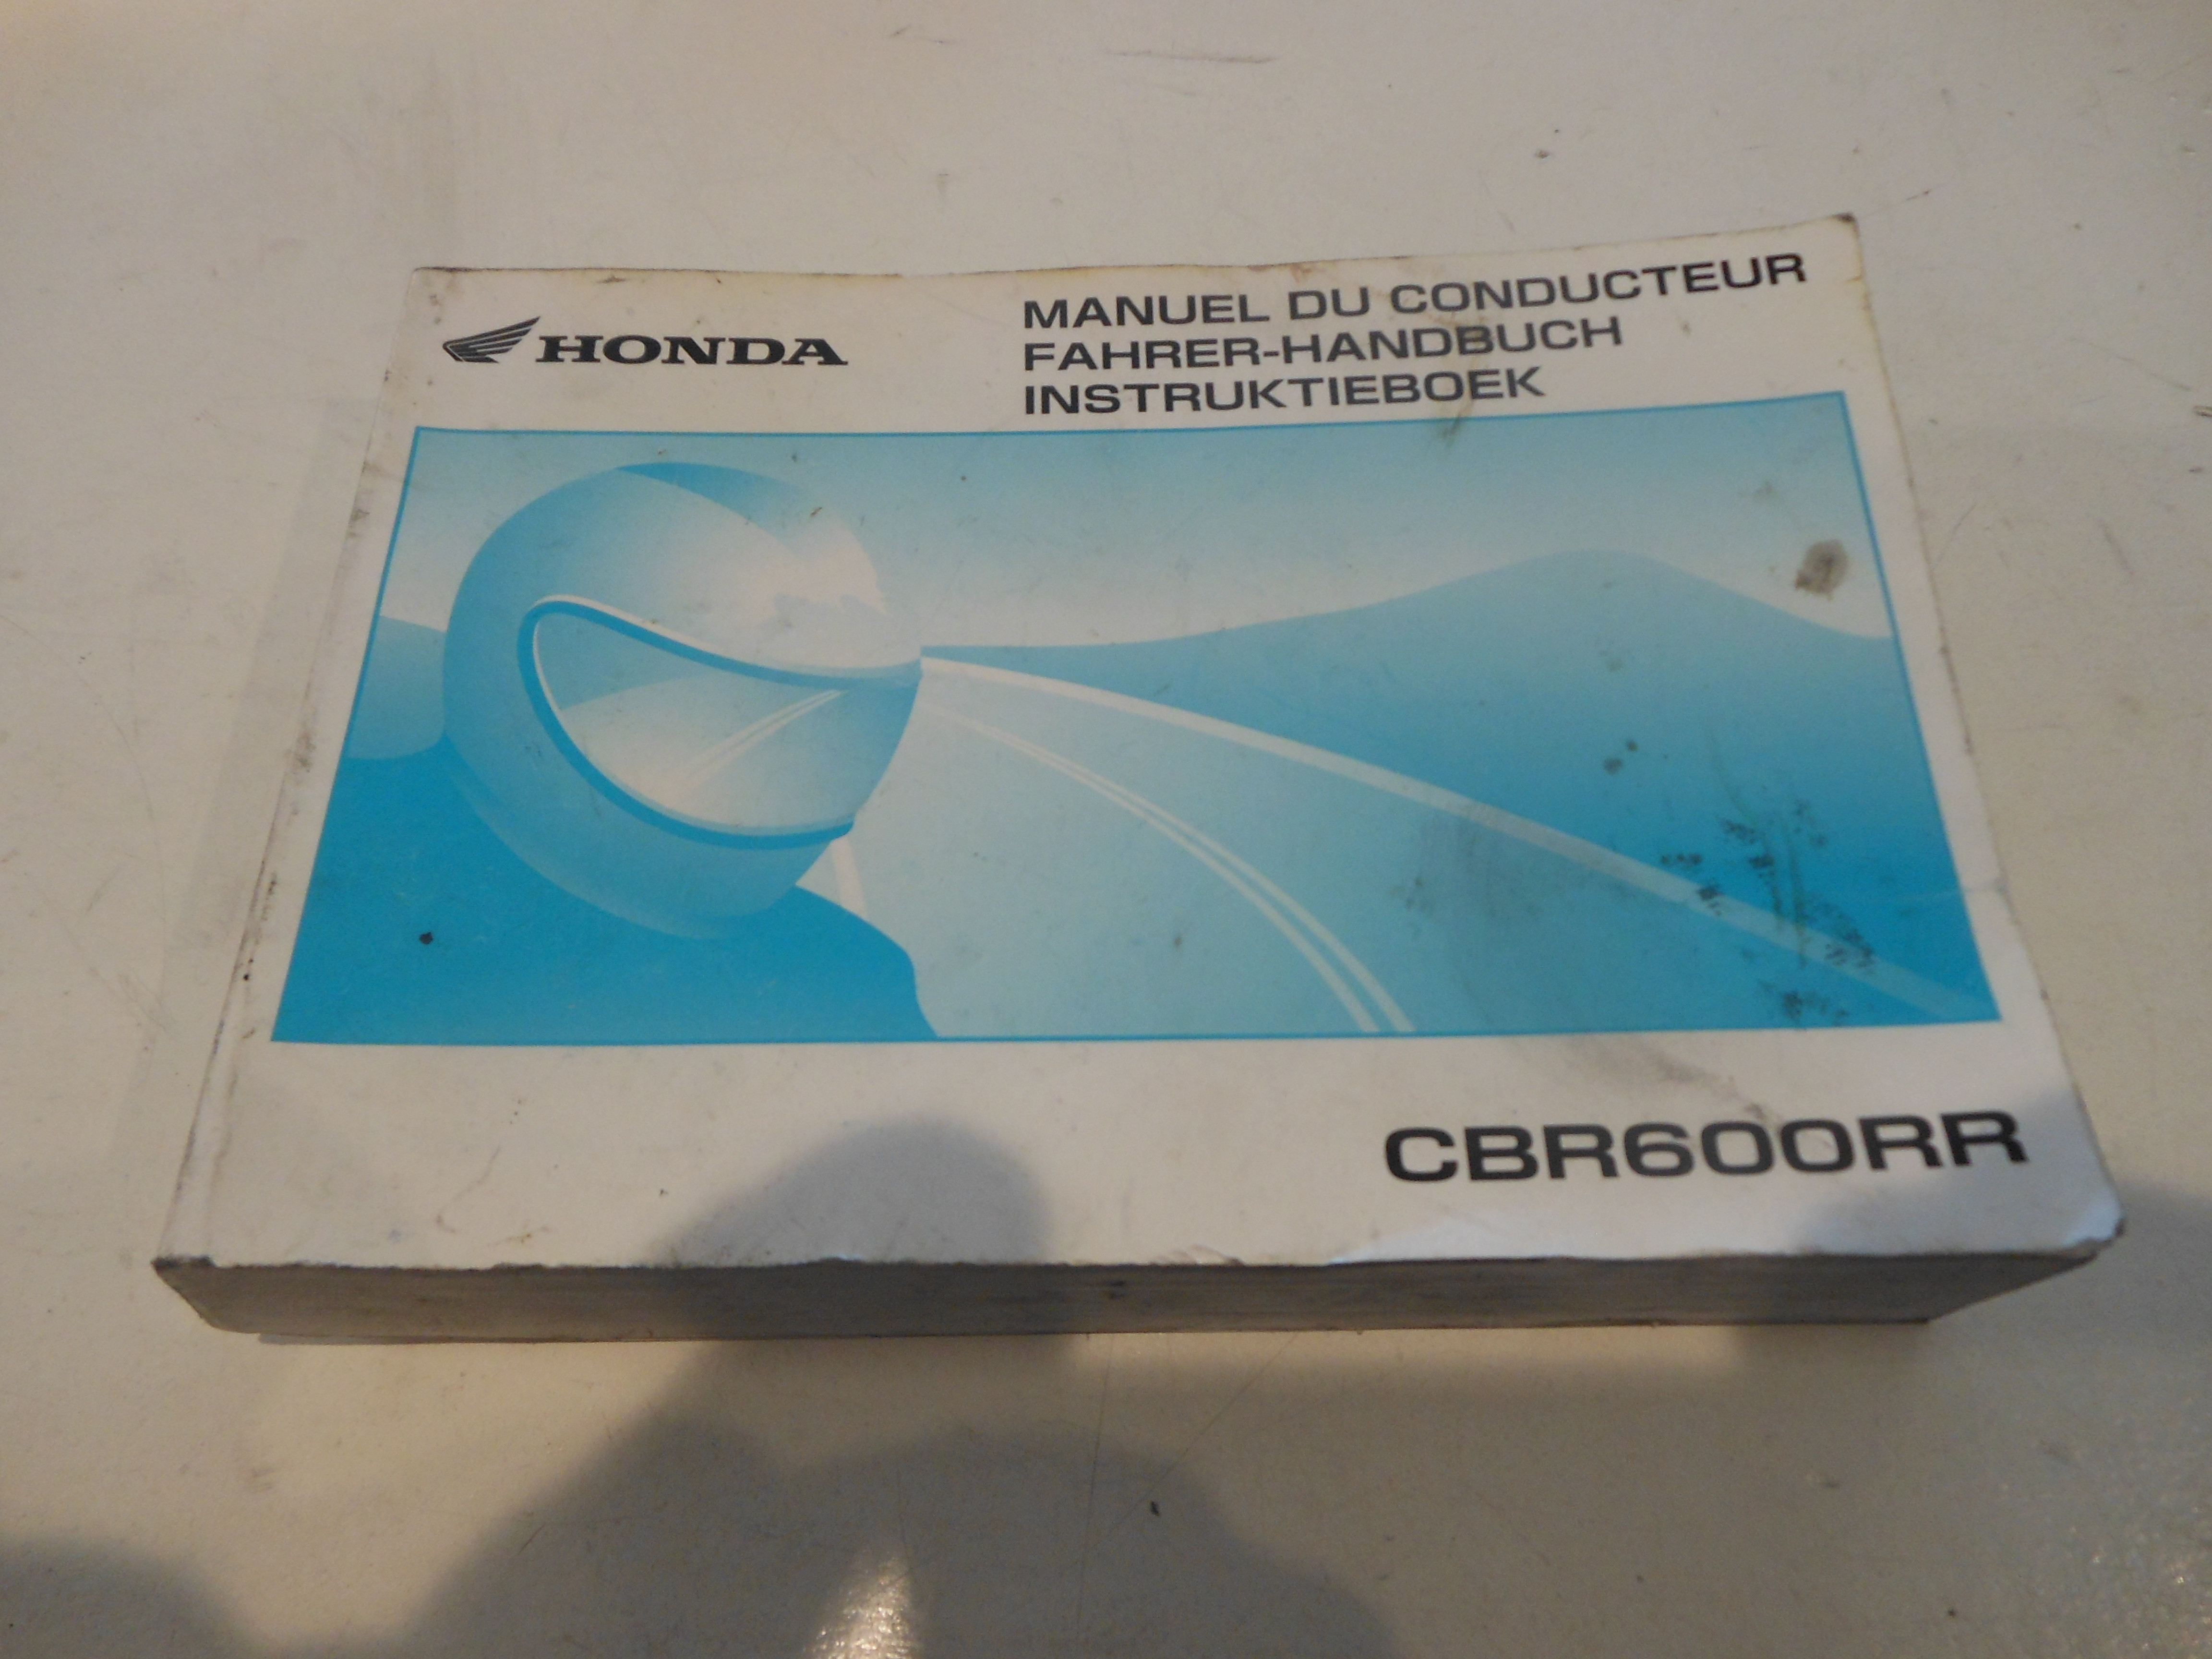 HONDA
MANUEL DU CONDUCTEUR
FAHRER-HANDBUCH
INSTRUKTIEBOEK
CBR600RR